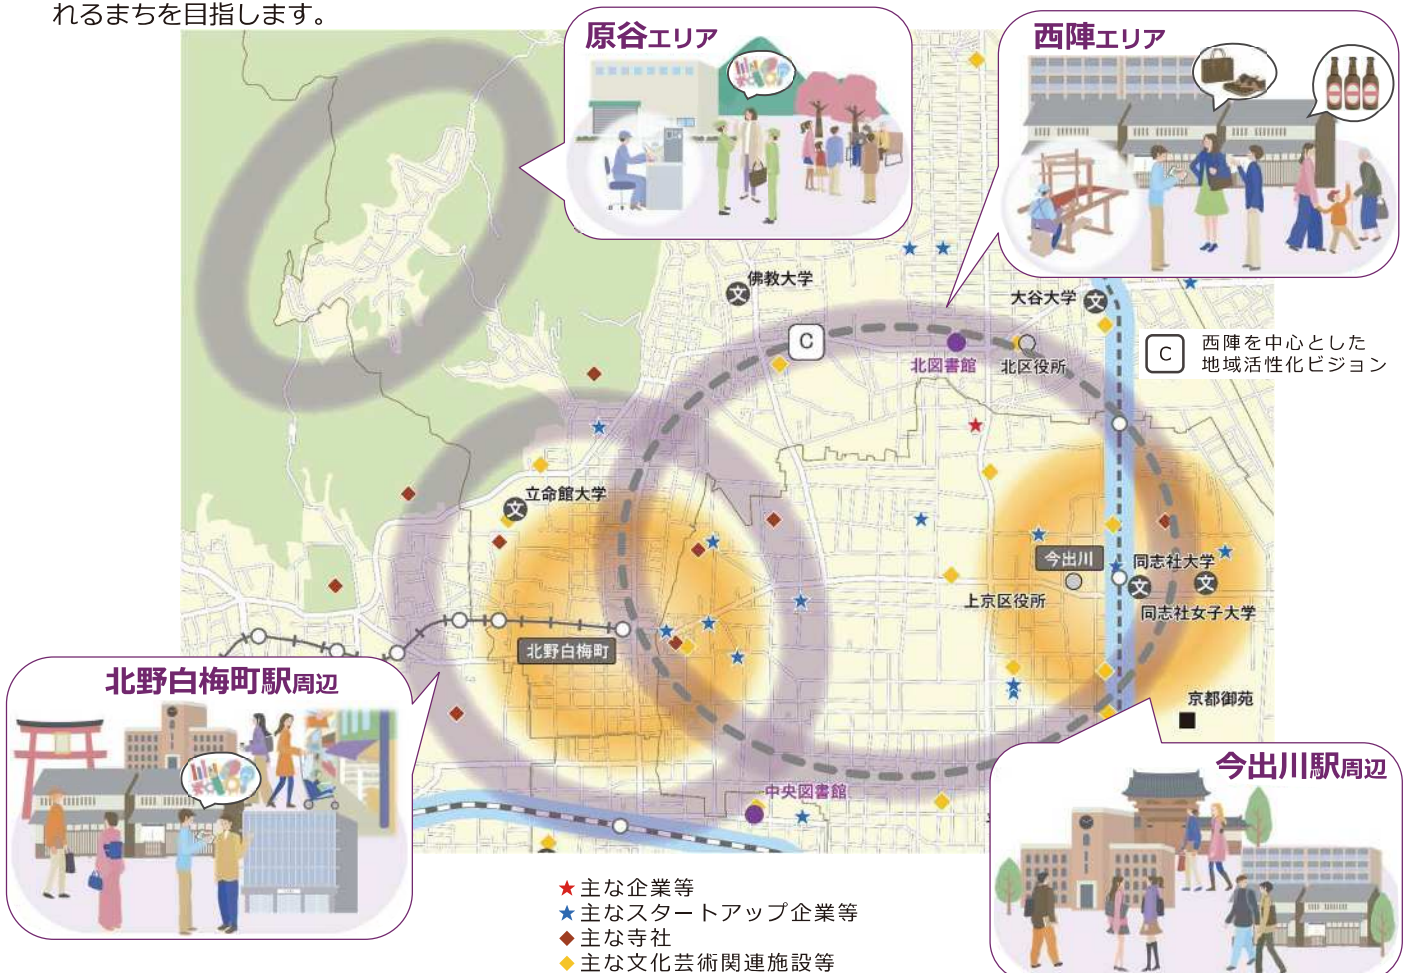 れるまちを目指します。
原谷エリア
西陣エリア
佛教大学
文
大谷大学
文
C
北図書館
北区役所
C
西陣を中心とした
地域活性化ビジョン
立命館大学
文
今出川
同志社大学
文
文
上京区役所
同志社女子大学
北野白梅町
北野白梅町駅周辺
京都御苑
今出川駅周辺
中央図書館
主な企業等
主なスタートアップ企業等
主な寺社
主な文化芸術関連施設等